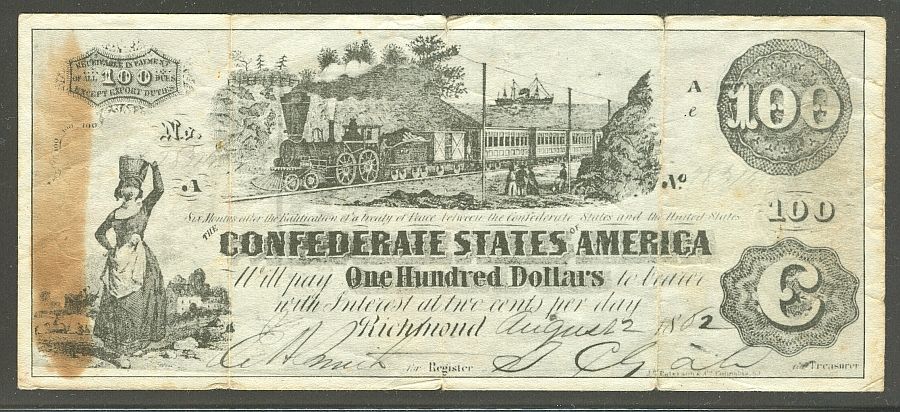 RECEIVABLE IN PAYMENT
OF ALL 100 DUES
EXCEPT EXPORT DUTIES
No.
A
A
No
100
100
Six Months after the Ratification of a Treaty of Peace between the Confederate States and the United States
THE CONFEDERATE STATES OF AMERICA
Will pay One Hundred Dollars to bearer
with Interest at two cents per day
Richmond August 2 1862
C
for Register
for Treasurer